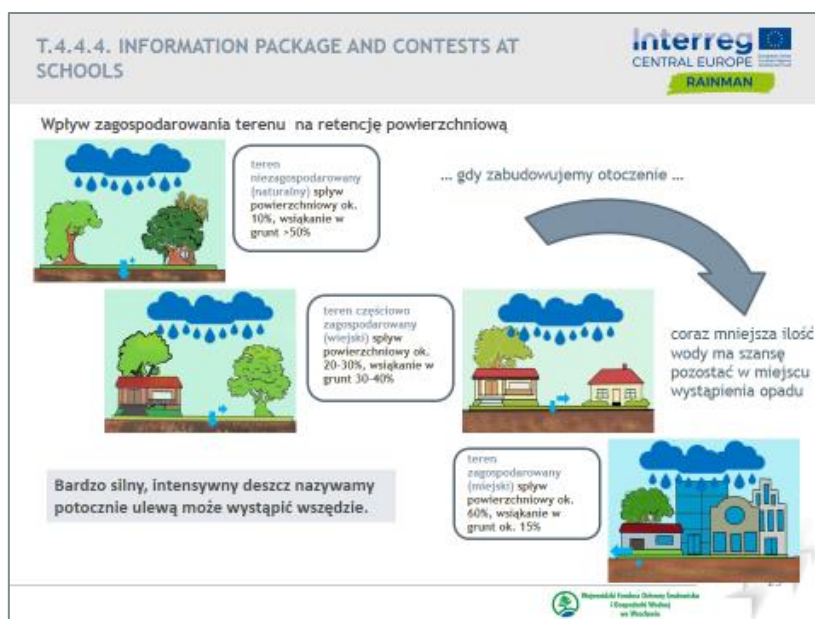 T.4.4.4. INFORMATION PACKAGE AND CONTESTS AT
SCHOOLS
Interreg
CENTRAL EUROPE
RAINMAN
Wpływ zagospodarowania terenu na retencję powierzchniową
teren
niezagospodarowany
(naturalny) spływ
powierzchniowy ok.
10%, wsiąkanie w
grunt >50%
... gdy zabudowujemy otoczenie ...
teren częściowo
zagospodarowany
(wiejski) spływ
powierzchniowy ok.
20-30%, wsiąkanie w
grunt 30-40%
coraz mniejsza ilość
wody ma szansę
pozostać w miejscu
wystąpienia opadu
teren
zagospodarowany
(miejski) spływ
powierzchniowy ok.
60%, wsiąkanie w
grunt ok. 15%
Bardzo silny, intensywny deszcz nazywamy
potocznie ulewą może wystąpić wszędzie.
Wojewódzki Fundusz Ochrony Środowiska
i Gospodarki Wodnej
we Wrocławiu